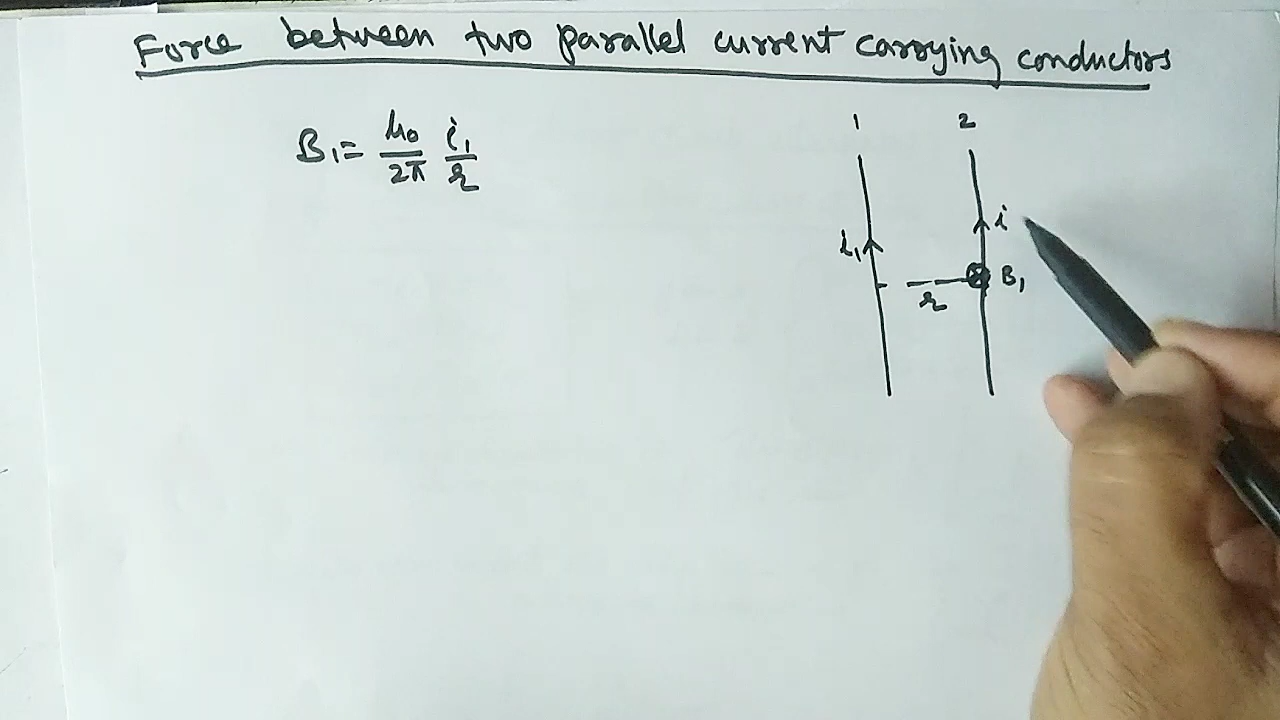 Force between two parallel current carrying conductors
B₁ = μ₀/2π i₁/r
1 2
i₁ i
r B₁